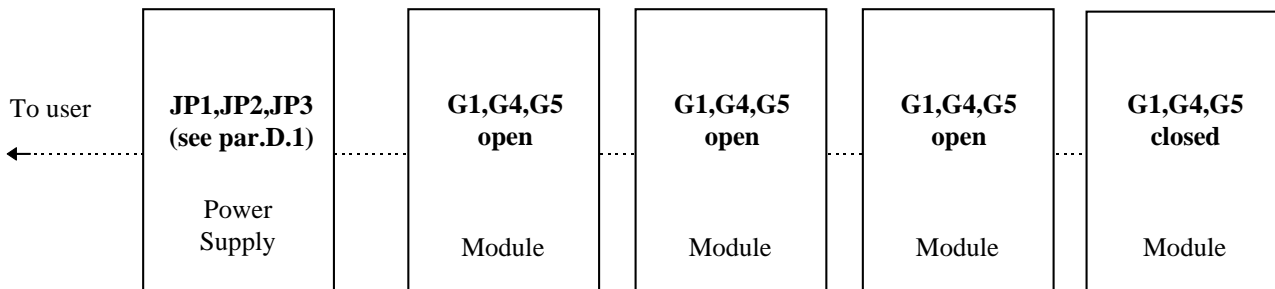 To user
JP1,JP2,JP3
(see par.D.1)
Power
Supply
G1,G4,G5
open
Module
G1,G4,G5
open
Module
G1,G4,G5
open
Module
G1,G4,G5
closed
Module